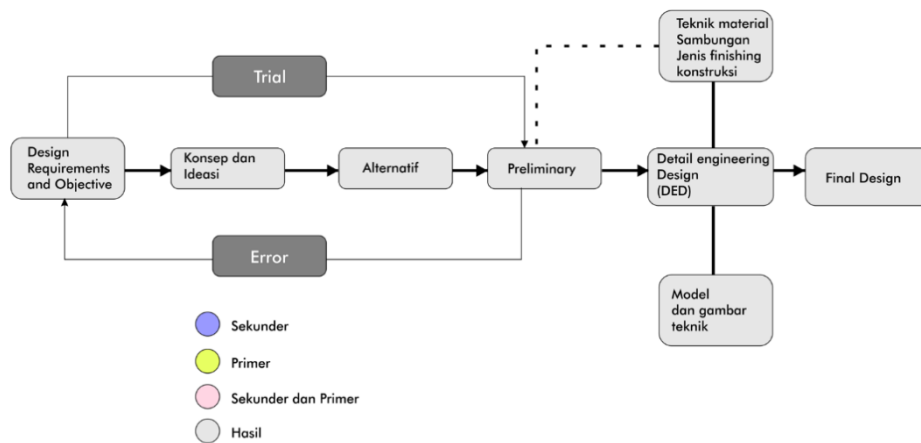 Teknik material
Sambungan
Jenis finishing
konstruksi
Trial
Design
Requirements
and Objective
Konsep dan
Ideasi
Alternatif
Preliminary
Detail engineering
Design
(DED)
Final Design
Error
Model
dan gambar
teknik
Sekunder
Primer
Sekunder dan Primer
Hasil